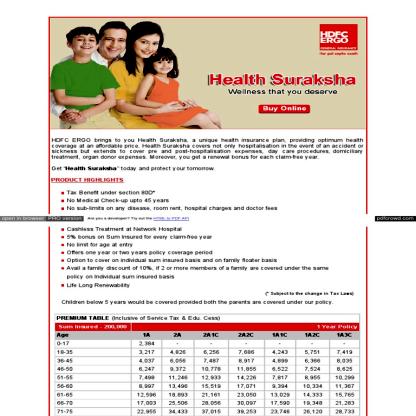 HDFC
ERGO
GENERAL INSURANCE
Health Suraksha
Wellness that you deserve
Buy Online
HDFC ERGO brings to you Health Suraksha, a unique health insurance plan, providing optimum health
coverage at an affordable price. Health Suraksha covers not only hospitalisation in the event of an accident or
sickness but extends to cover pre and post-hospitalisation expenses, day care procedures, domiciliary
treatment, organ donor expenses. Moreover, you get a renewal bonus for each claim-free year.
Get "Health Suraksha" today and protect your tomorrow.
PRODUCT HIGHLIGHTS
Tax Benefit under section 80D*
No Medical Check-up upto 45 years
No sub-limits on any disease, room rent, hospital charges and doctor fees
open in browser PRO version Are you a developer? Try out the HTML to PDF API pdfcrowd.com
Cashless Treatment at Network Hospital
5% bonus on Sum Insured for every claim-free year
No limit for age at entry
Offers one year or two years policy coverage period
Option to cover on individual sum insured basis and on family floater basis
Avail a family discount of 10%, if 2 or more members of a family are covered under the same
policy on Individual sum insured basis
Life Long Renewability
(* Subject to the change in Tax Laws)
Children below 5 years would be covered provided both the parents are covered under our policy.
PREMIUM TABLE (Inclusive of Service Tax & Edu. Cess)
Sum Insured - 200,000 1 Year Policy
Age 1A 2A 2A1C 2A2C 1A1C 1A2C 1A3C
0-17 2,384 - - - - - -
18-35 3,217 4,826 6,256 7,686 4,243 5,751 7,419
36-45 4,037 6,056 7,487 8,917 4,899 6,366 8,035
46-50 6,247 9,372 10,778 11,855 6,522 7,524 8,625
51-55 7,498 11,246 12,933 14,226 7,817 8,955 10,299
56-60 8,997 13,496 15,519 17,071 9,394 10,334 11,367
61-65 12,596 18,893 21,161 23,050 13,029 14,333 15,765
66-70 17,003 25,506 28,056 30,097 17,590 19,348 21,283
71-75 22,955 34,433 37,015 39,253 23,746 26,120 28,733